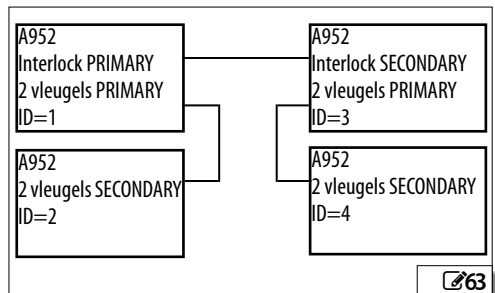 A952
Interlock PRIMARY
2 vleugels PRIMARY
ID=1
A952
Interlock SECONDARY
2 vleugels PRIMARY
ID=3
A952
2 vleugels SECONDARY
ID=2
A952
2 vleugels SECONDARY
ID=4
63